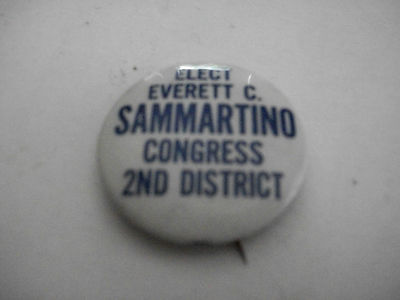 ELECT
EVERETT C.
SAMMARTINO
CONGRESS
2ND DISTRICT